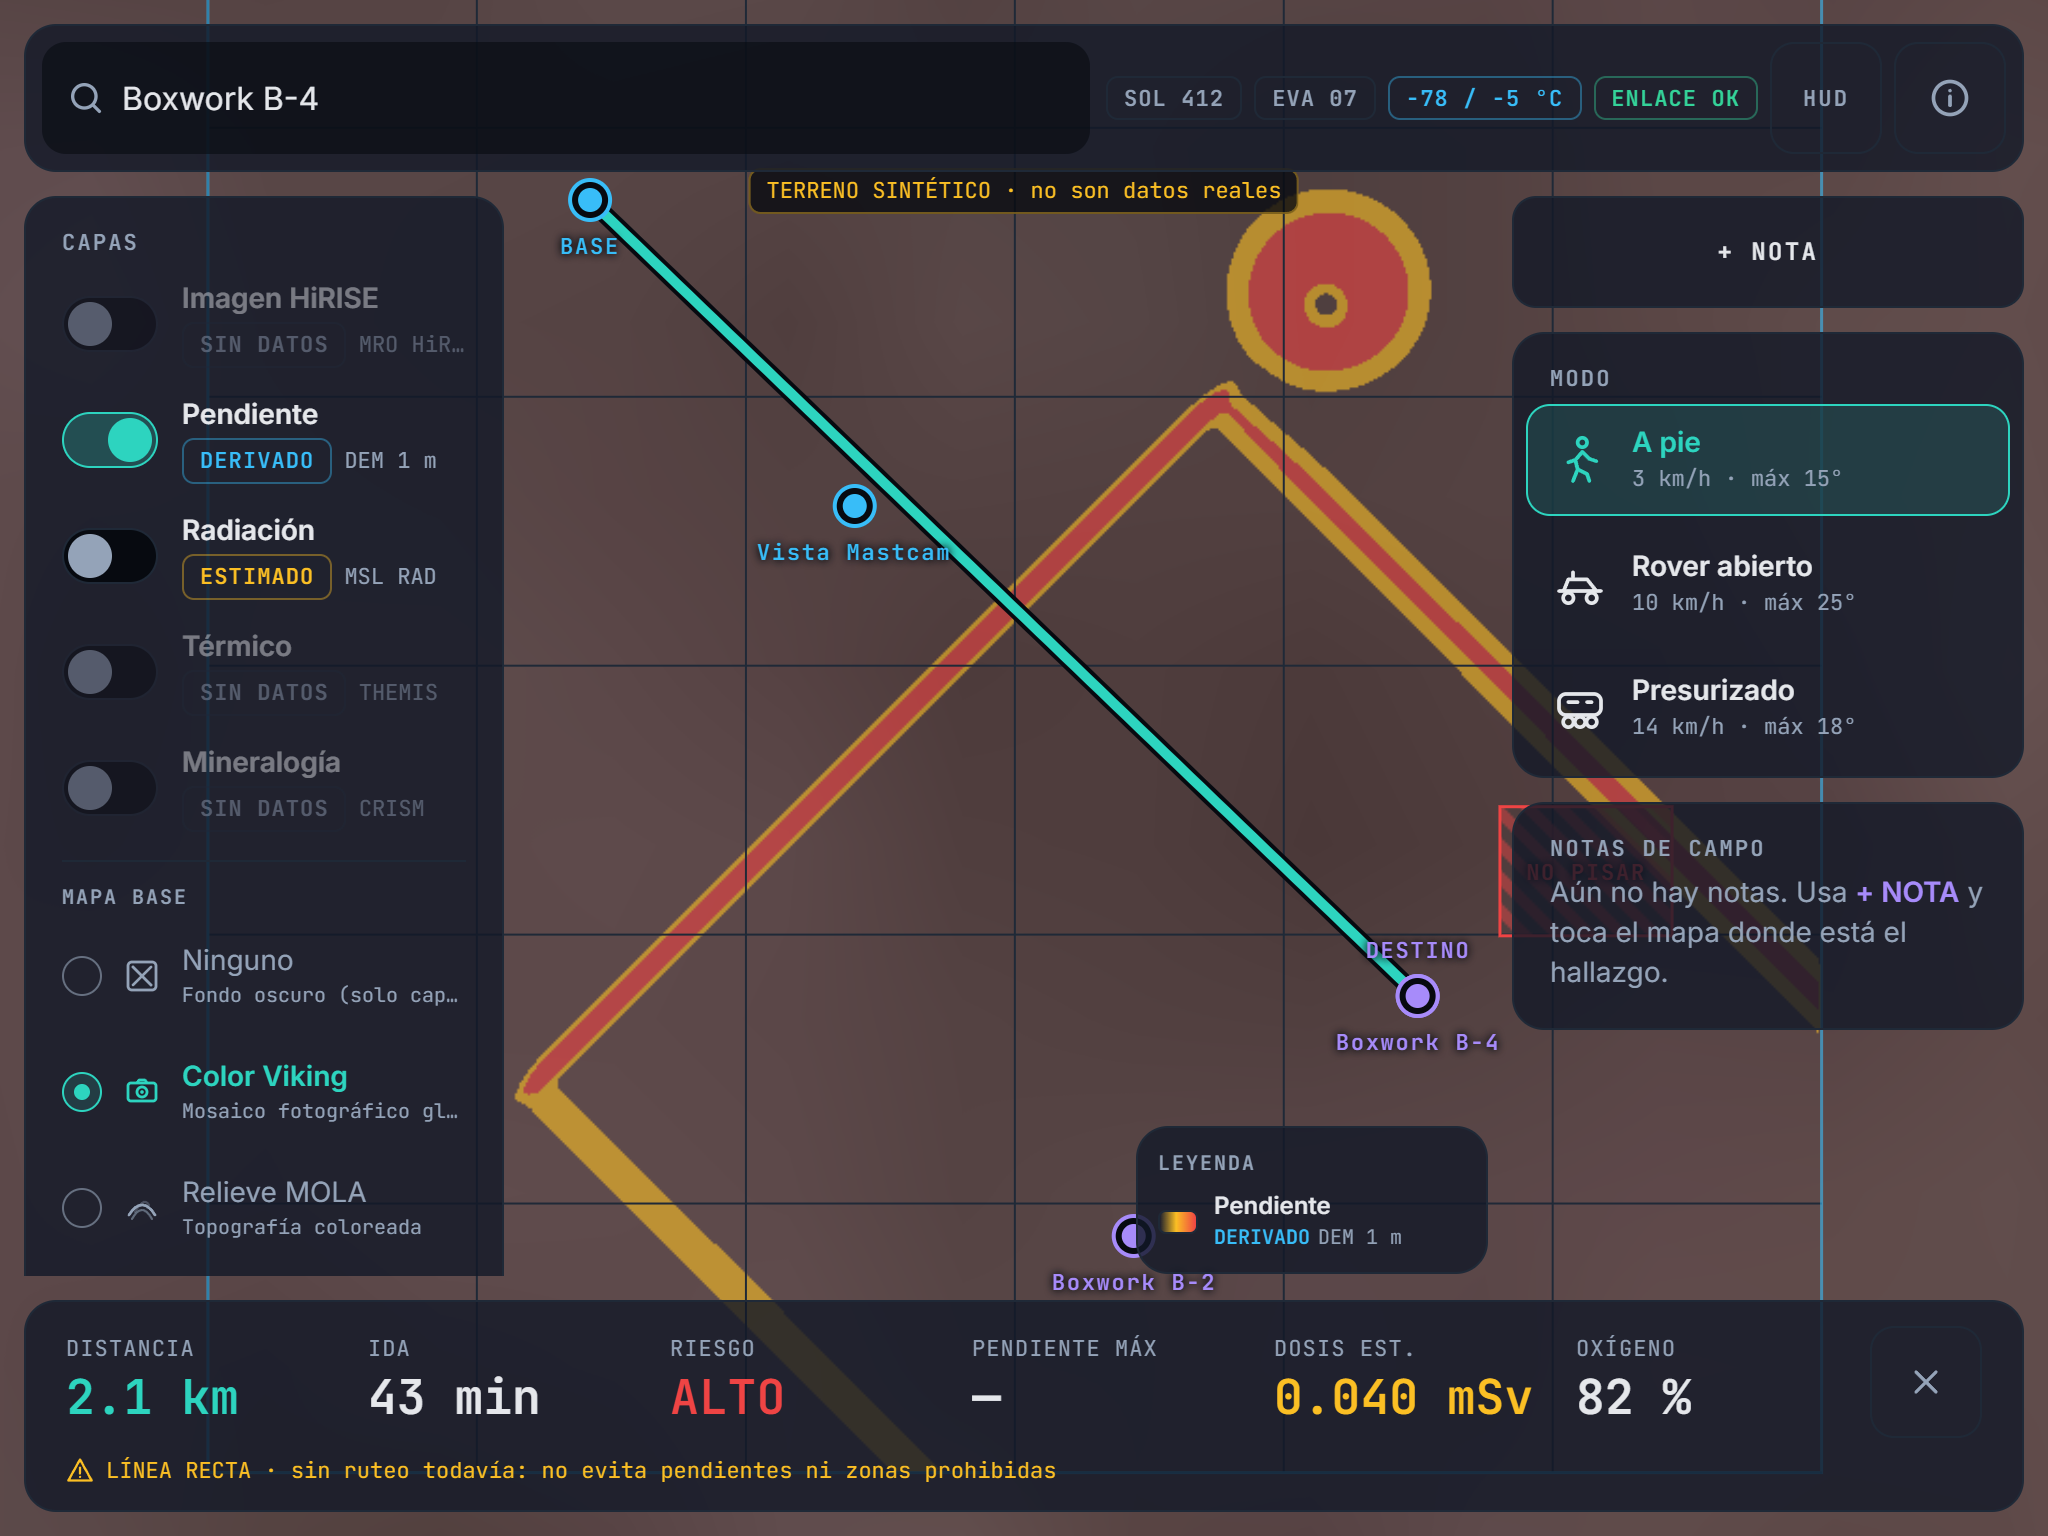 Boxwork B-4
SOL 412
EVA 07
-78 / -5 °C
ENLACE OK
HUD
TERRENO SINTÉTICO · no son datos reales
CAPAS
Imagen HiRISE
SIN DATOS MRO HiR…
Pendiente
DERIVADO DEM 1 m
Radiación
ESTIMADO MSL RAD
Térmico
SIN DATOS THEMIS
Mineralogía
SIN DATOS CRISM
MAPA BASE
Ninguno
Fondo oscuro (solo cap…
Color Viking
Mosaico fotográfico gl…
Relieve MOLA
Topografía coloreada
BASE
Vista Mastcam
DESTINO
Boxwork B-4
Boxwork B-2
LEYENDA
Pendiente
DERIVADO DEM 1 m
+ NOTA
MODO
A pie
3 km/h · máx 15°
Rover abierto
10 km/h · máx 25°
Presurizado
14 km/h · máx 18°
NOTAS DE CAMPO
NO PISAR
Aún no hay notas. Usa + NOTA y
toca el mapa donde está el
hallazgo.
DISTANCIA
2.1 km
IDA
43 min
RIESGO
ALTO
PENDIENTE MÁX
—
DOSIS EST.
0.040 mSv
OXÍGENO
82 %
LÍNEA RECTA · sin ruteo todavía: no evita pendientes ni zonas prohibidas